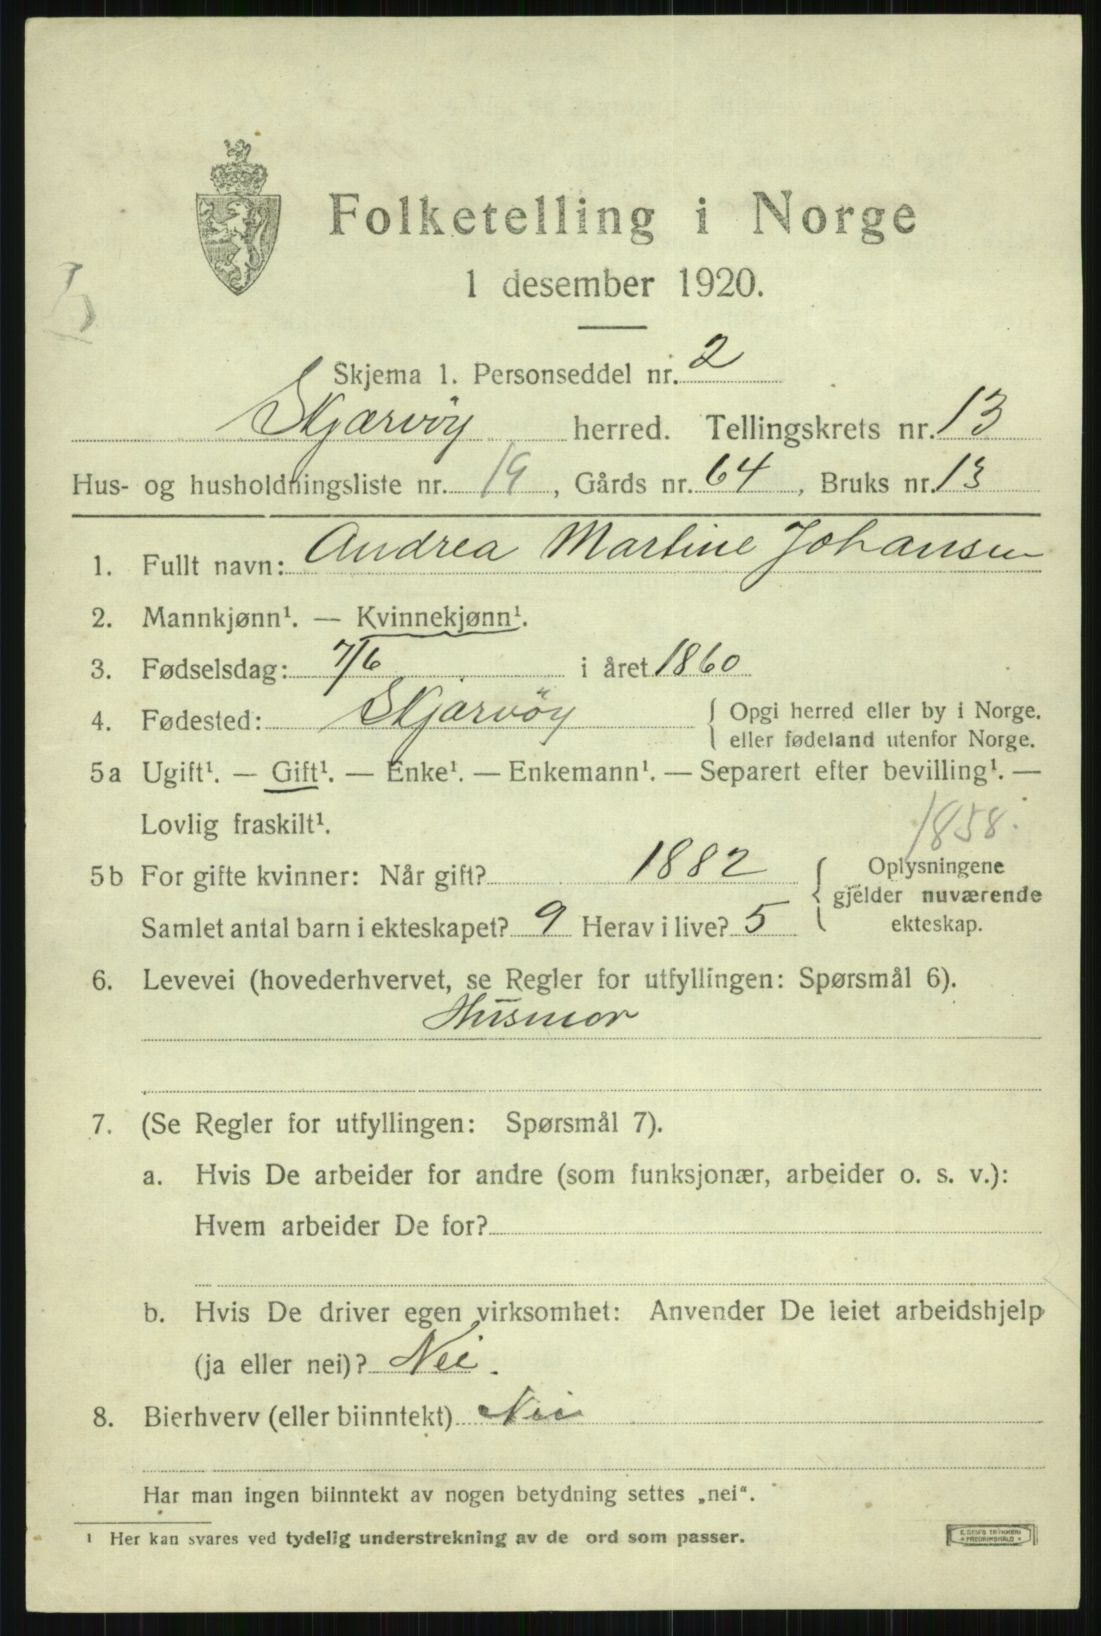 Folketelling i Norge
1 desember 1920.
Skjema 1. Personseddel nr. 2
Skjærvöy herred. Tellingskrets nr. 13
Hus- og husholdningsliste nr. 19, Gårds nr. 64, Bruks nr. 13
1. Fullt navn: Andrea Martine Johansen
2. Mannkjønn¹. — Kvinnekjønn¹.
3. Fødselsdag: 7/6 i året 1860
4. Fødested: Skjærvöy { Opgi herred eller by i Norge.
eller fødeland utenfor Norge.
5a Ugift¹. — Gift¹. — Enke¹. — Enkemann¹. — Separert efter bevilling¹. —
Lovlig fraskilt¹.
1858.
5b For gifte kvinner: Når gift? 1882 { Oplysningene
gjelder nuværende
Samlet antal barn i ekteskapet? 9 Herav i live? 5 ekteskap.
6. Levevei (hovederhvervet, se Regler for utfyllingen: Spørsmål 6).
Husmor
7. (Se Regler for utfyllingen: Spørsmål 7).
a. Hvis De arbeider for andre (som funksjonær, arbeider o. s. v.):
Hvem arbeider De for?
b. Hvis De driver egen virksomhet: Anvender De leiet arbeidshjelp
(ja eller nei)? Nei.
8. Bierhverv (eller biinntekt) Nei
Har man ingen biinntekt av nogen betydning settes „nei“.
¹ Her kan svares ved tydelig understrekning av de ord som passer.